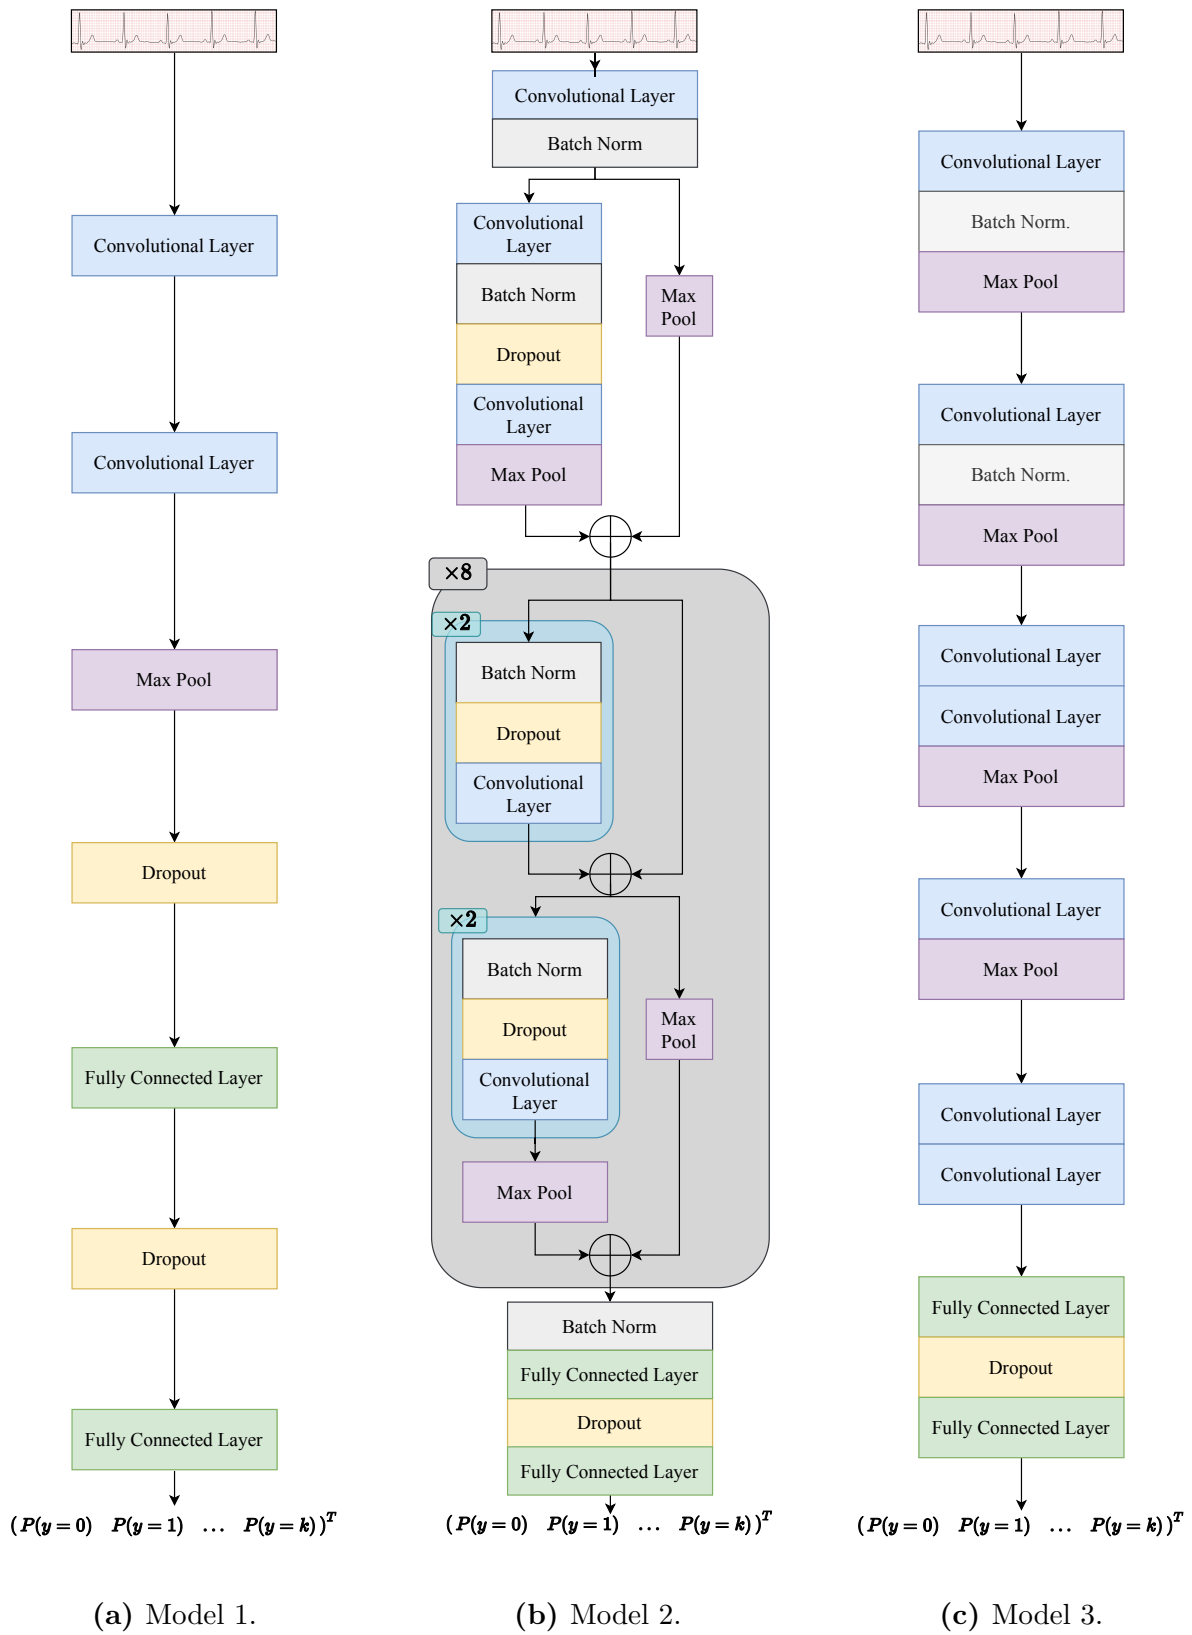 Convolutional Layer
Convolutional Layer
Max Pool
Dropout
Fully Connected Layer
Dropout
Fully Connected Layer
( P(y = 0) P(y = 1) ... P(y = k) )^T
(a) Model 1.
Convolutional Layer
Batch Norm
Convolutional
Layer
Batch Norm
Dropout
Convolutional
Layer
Max Pool
Max
Pool
×8
×2
Batch Norm
Dropout
Convolutional
Layer
×2
Batch Norm
Dropout
Convolutional
Layer
Max Pool
Max
Pool
Batch Norm
Fully Connected Layer
Dropout
Fully Connected Layer
( P(y = 0) P(y = 1) ... P(y = k) )^T
(b) Model 2.
Convolutional Layer
Batch Norm.
Max Pool
Convolutional Layer
Batch Norm.
Max Pool
Convolutional Layer
Convolutional Layer
Max Pool
Convolutional Layer
Max Pool
Convolutional Layer
Convolutional Layer
Fully Connected Layer
Dropout
Fully Connected Layer
( P(y = 0) P(y = 1) ... P(y = k) )^T
(c) Model 3.